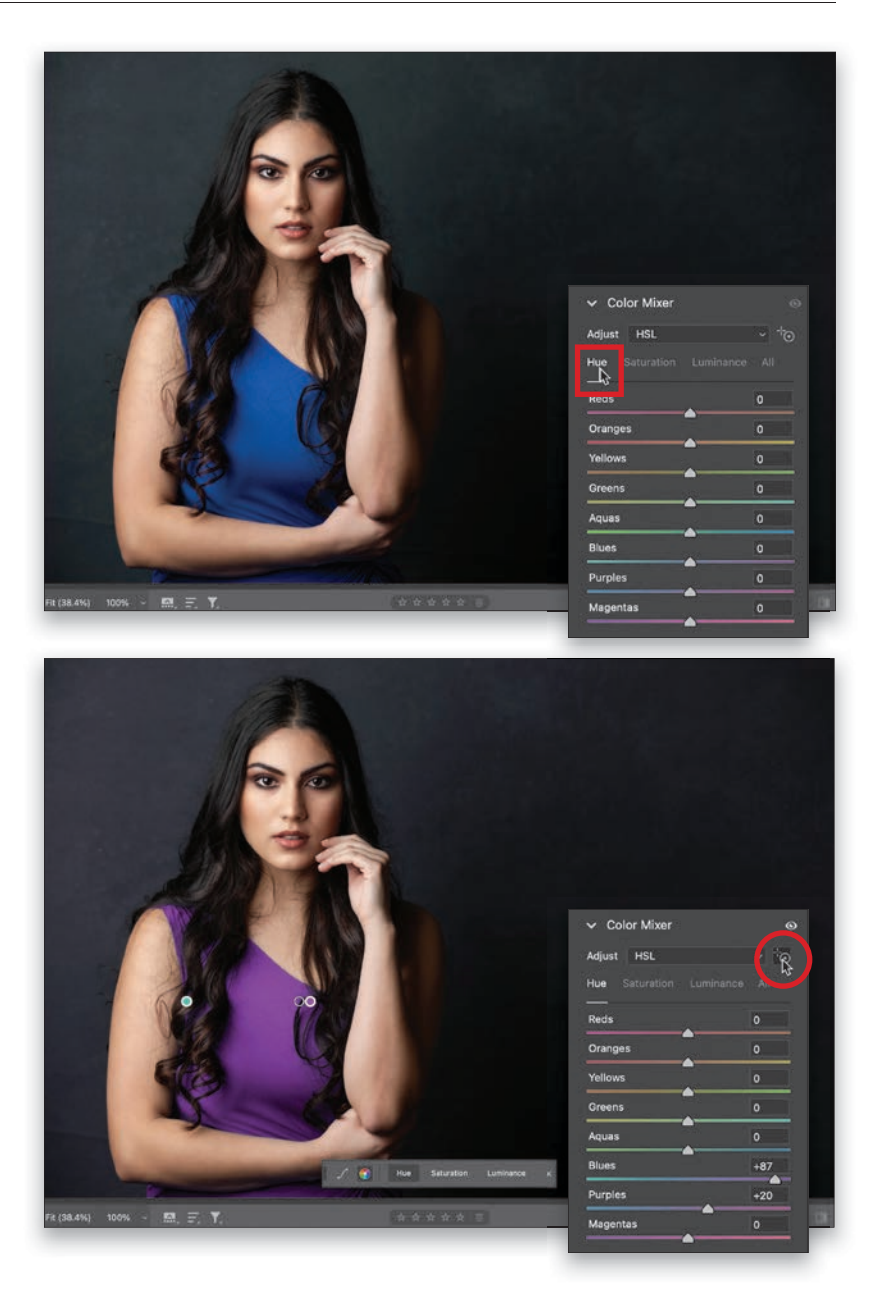 Color Mixer
Adjust HSL
Hue Saturation Luminance All
Reds 0
Oranges 0
Yellows 0
Greens 0
Aquas 0
Blues 0
Purples 0
Magentas 0
Fit (38.4%) 100%
Color Mixer
Adjust HSL
Hue Saturation Luminance All
Reds 0
Oranges 0
Yellows 0
Greens 0
Aquas 0
Blues +87
Purples +20
Magentas 0
Hue Saturation Luminance
Fit (38.4%) 100%